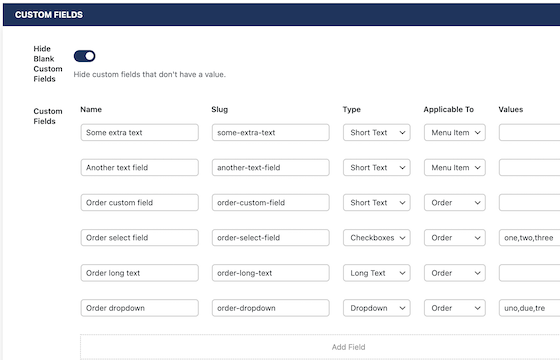 CUSTOM FIELDS
Hide
Blank
Custom
Fields
Hide custom fields that don't have a value.
Custom
Fields
Name Slug Type Applicable To Values
Some extra text some-extra-text Short Text Menu Item
Another text field another-text-field Short Text Menu Item
Order custom field order-custom-field Short Text Order
Order select field order-select-field Checkboxes Order one,two,three
Order long text order-long-text Long Text Order
Order dropdown order-dropdown Dropdown Order uno,due,tre
Add Field